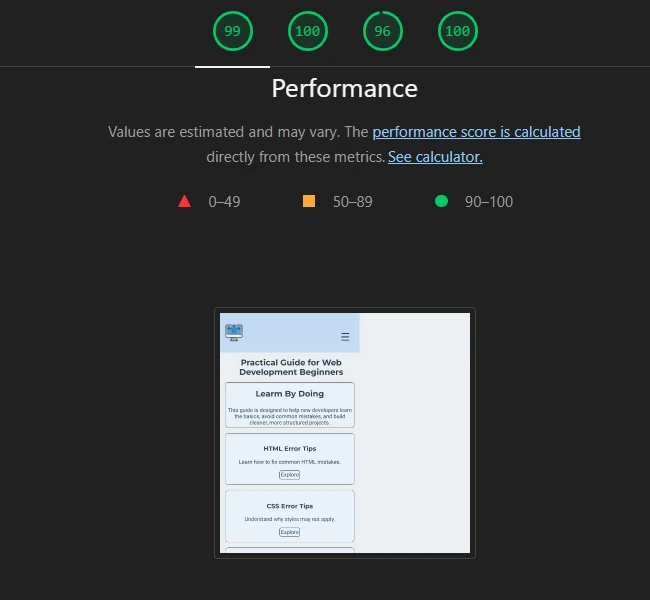 99 100 96 100
Performance
Values are estimated and may vary. The performance score is calculated
directly from these metrics. See calculator.
0–49 50–89 90–100
Practical Guide for Web
Development Beginners
Learn By Doing
This guide is designed to help new developers learn
the basics, avoid common mistakes, and build
cleaner, more structured projects.
HTML Error Tips
Learn how to fix common HTML mistakes.
Explore
CSS Error Tips
Understand why styles may not apply.
Explore